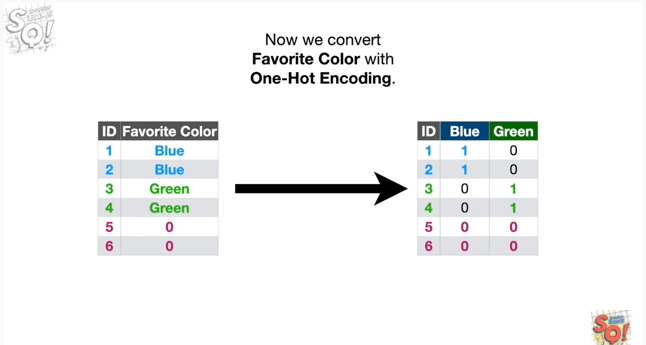 Now we convert
Favorite Color with
One-Hot Encoding.
ID Favorite Color
1 Blue
2 Blue
3 Green
4 Green
5 0
6 0
ID Blue Green
1 1 0
2 1 0
3 0 1
4 0 1
5 0 0
6 0 0
SQ!
SQ!